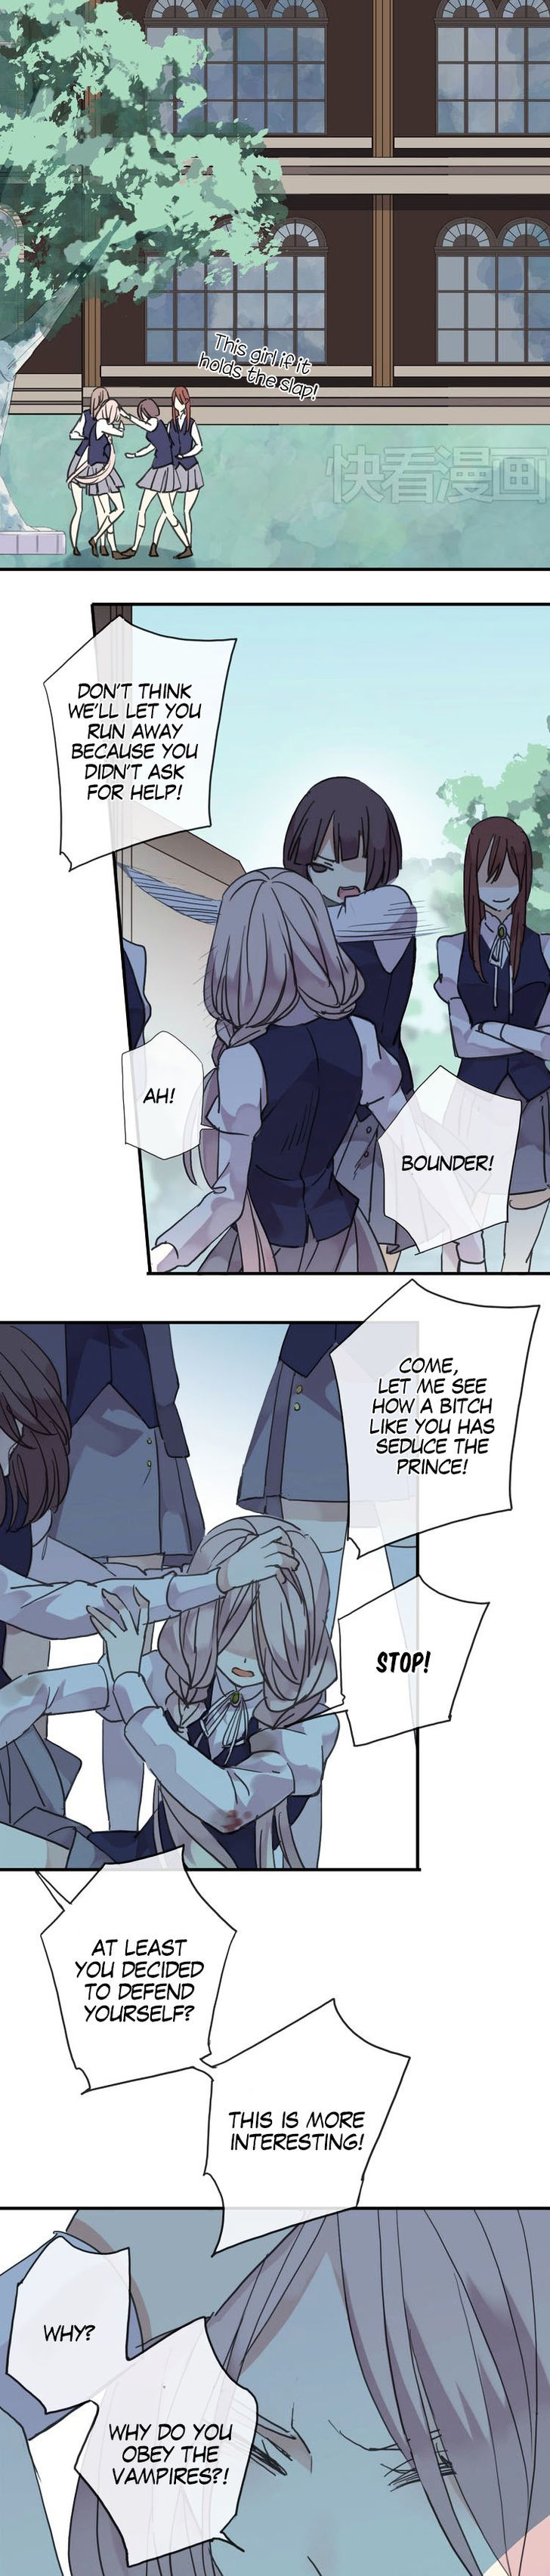 This girl if it
holds the slap!
快看漫画
DON'T THINK
WE'LL LET YOU
RUN AWAY
BECAUSE YOU
DIDN'T ASK
FOR HELP!
AH!
BOUNDER!
COME,
LET ME SEE
HOW A BITCH
LIKE YOU HAS
SEDUCE THE
PRINCE!
STOP!
AT LEAST
YOU DECIDED
TO DEFEND
YOURSELF?
THIS IS MORE
INTERESTING!
WHY?
WHY DO YOU
OBEY THE
VAMPIRES?!